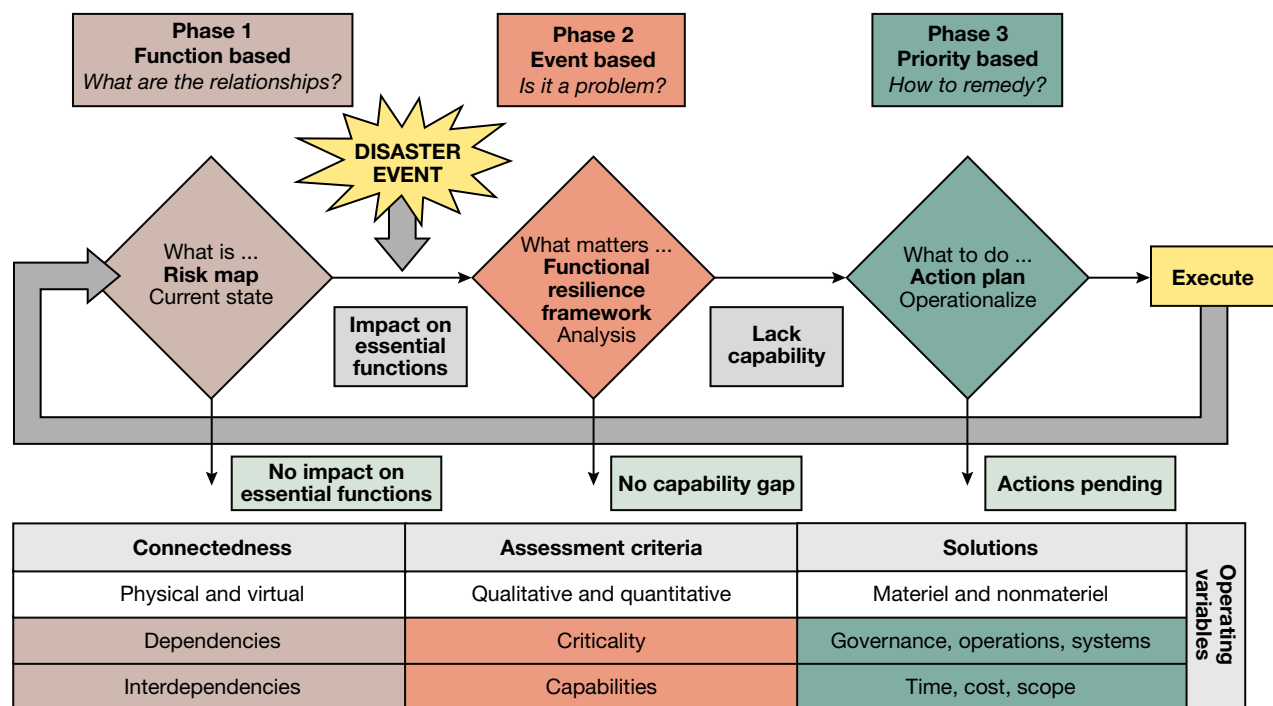 Phase 1
Function based
What are the relationships?
Phase 2
Event based
Is it a problem?
Phase 3
Priority based
How to remedy?
DISASTER
EVENT
What is ...
Risk map
Current state
What matters ...
Functional
resilience
framework
Analysis
What to do ...
Action plan
Operationalize
Execute
Impact on
essential
functions
Lack
capability
No impact on
essential functions
No capability gap
Actions pending
Connectedness
Assessment criteria
Solutions
Physical and virtual
Qualitative and quantitative
Materiel and nonmateriel
Dependencies
Criticality
Governance, operations, systems
Interdependencies
Capabilities
Time, cost, scope
Operating
variables